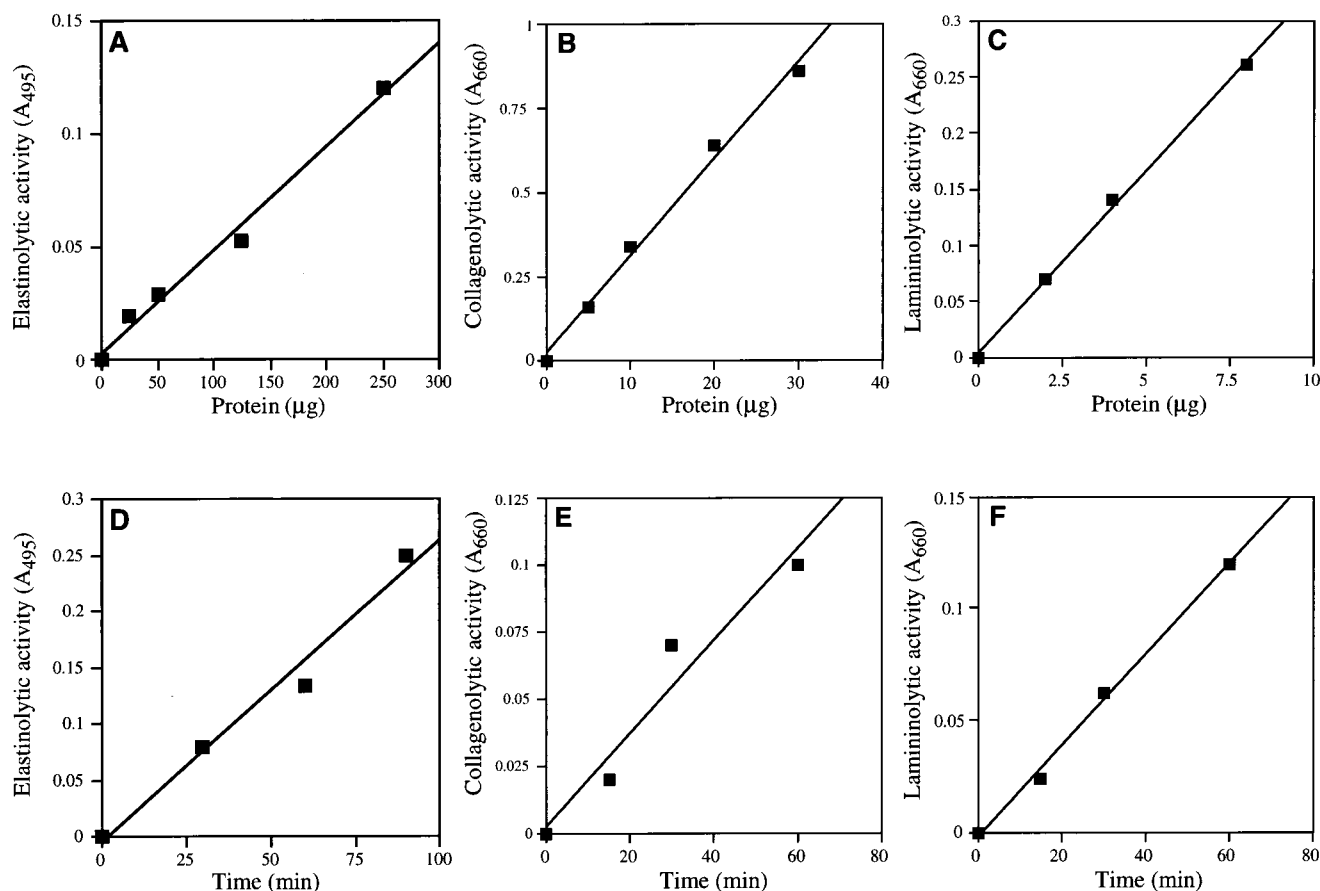 A
Elastinolytic activity (A495)
0.15
0.1
0.05
0
0 50 100 150 200 250 300
Protein (µg)
B
Collagenolytic activity (A660)
1
0.75
0.5
0.25
0
0 10 20 30 40
Protein (µg)
C
Lamininolytic activity (A660)
0.3
0.25
0.2
0.15
0.1
0.05
0
0 2.5 5 7.5 10
Protein (µg)
D
Elastinolytic activity (A495)
0.3
0.25
0.2
0.15
0.1
0.05
0
0 25 50 75 100
Time (min)
E
Collagenolytic activity (A660)
0.125
0.1
0.075
0.05
0.025
0
0 20 40 60 80
Time (min)
F
Lamininolytic activity (A660)
0.15
0.1
0.05
0
0 20 40 60 80
Time (min)